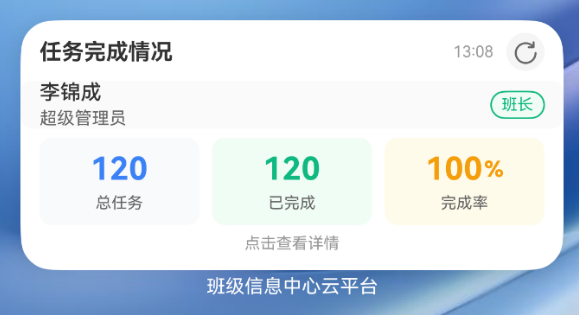 任务完成情况 13:08
李锦成
超级管理员
班长
120 120 100%
总任务 已完成 完成率
点击查看详情
班级信息中心云平台